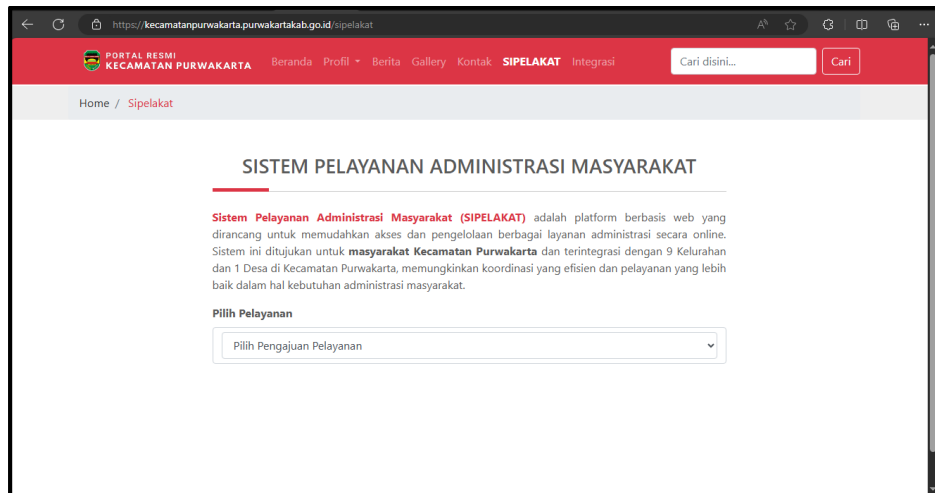 https://kecamatanpurwakarta.purwakartakab.go.id/sipelakat
PORTAL RESMI
KECAMATAN PURWAKARTA
Beranda Profil Berita Gallery Kontak SIPELAKAT Integrasi
Cari disini...
Cari
Home / Sipelakat
SISTEM PELAYANAN ADMINISTRASI MASYARAKAT
Sistem Pelayanan Administrasi Masyarakat (SIPELAKAT) adalah platform berbasis web yang
dirancang untuk memudahkan akses dan pengelolaan berbagai layanan administrasi secara online.
Sistem ini ditujukan untuk masyarakat Kecamatan Purwakarta dan terintegrasi dengan 9 Kelurahan
dan 1 Desa di Kecamatan Purwakarta, memungkinkan koordinasi yang efisien dan pelayanan yang lebih
baik dalam hal kebutuhan administrasi masyarakat.
Pilih Pelayanan
Pilih Pengajuan Pelayanan